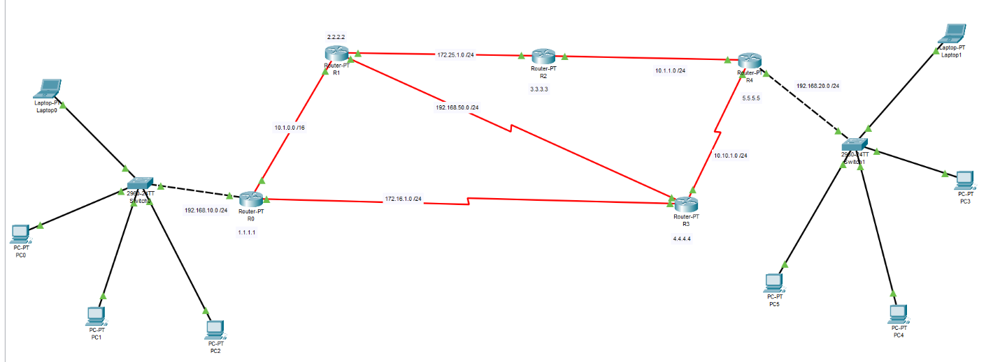 2.2.2.2
Router-PT
R1
172.25.1.0 /24
Router-PT
R2
3.3.3.3
10.1.1.0 /24
Router-PT
R4
5.5.5.5
192.168.20.0 /24
Laptop-PT
Laptop1
Laptop-PT
Laptop0
192.168.50.0 /24
10.1.0.0 /16
10.10.1.0 /24
2960-24TT
Switch1
2960-24TT
Switch0
192.168.10.0 /24
Router-PT
R0
1.1.1.1
172.16.1.0 /24
Router-PT
R3
4.4.4.4
PC-PT
PC3
PC-PT
PC0
PC-PT
PC5
PC-PT
PC4
PC-PT
PC1
PC-PT
PC2